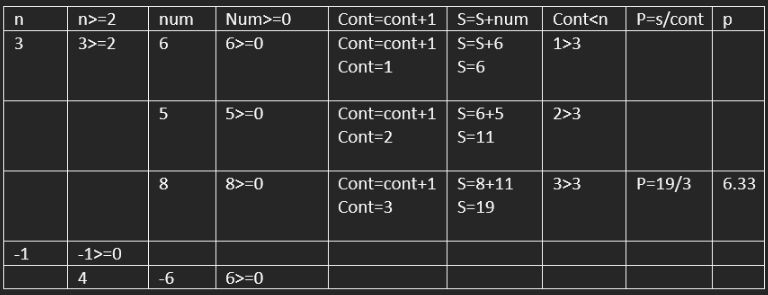 n n>=2 num Num>=0 Cont=cont+1 S=S+num Cont<n P=s/cont p
3 3>=2 6 6>=0 Cont=cont+1 S=S+6 1>3
Cont=1 S=6
5 5>=0 Cont=cont+1 S=6+5 2>3
Cont=2 S=11
8 8>=0 Cont=cont+1 S=8+11 3>3 P=19/3 6.33
Cont=3 S=19
-1 -1>=0
4 -6 6>=0